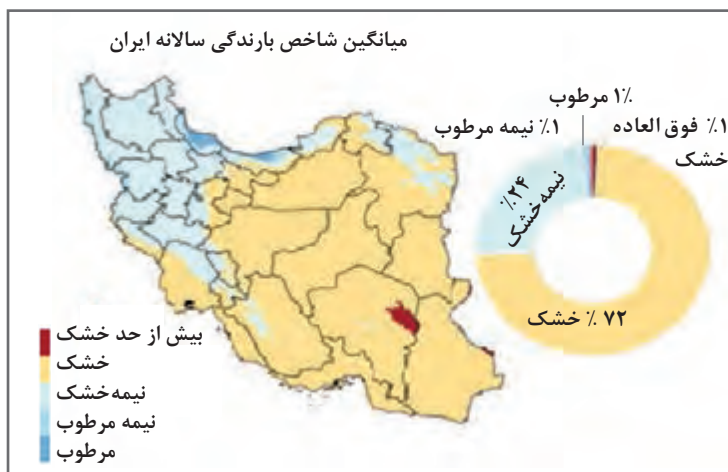 میانگین شاخص بارندگی سالانه ایران
۱٪ مرطوب
۱٪ فوق العاده
خشک
۱٪ نیمه مرطوب
۲۴٪
نیمه خشک
۷۲ ٪ خشک
بیش از حد خشک
خشک
نیمه خشک
نیمه مرطوب
مرطوب